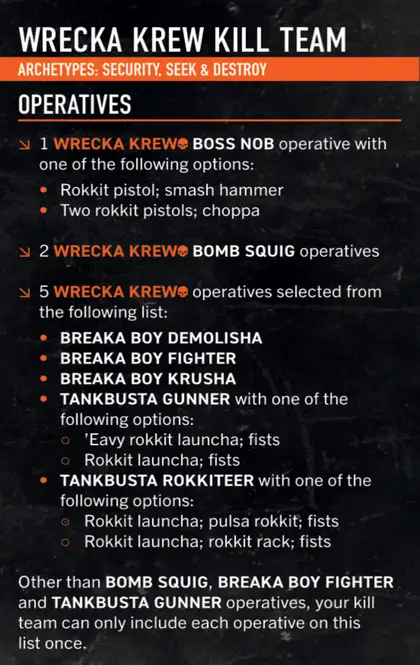 WRECKA KREW KILL TEAM
ARCHETYPES: SECURITY, SEEK & DESTROY
OPERATIVES
↘ 1 WRECKA KREW💀 BOSS NOB operative with
one of the following options:
• Rokkit pistol; smash hammer
• Two rokkit pistols; choppa
↘ 2 WRECKA KREW💀 BOMB SQUIG operatives
↘ 5 WRECKA KREW💀 operatives selected from
the following list:
• BREAKA BOY DEMOLISHA
• BREAKA BOY FIGHTER
• BREAKA BOY KRUSHA
• TANKBUSTA GUNNER with one of the
following options:
○ ’Eavy rokkit launcha; fists
○ Rokkit launcha; fists
• TANKBUSTA ROKKITEER with one of the
following options:
○ Rokkit launcha; pulsa rokkit; fists
○ Rokkit launcha; rokkit rack; fists
Other than BOMB SQUIG, BREAKA BOY FIGHTER
and TANKBUSTA GUNNER operatives, your kill
team can only include each operative on this
list once.